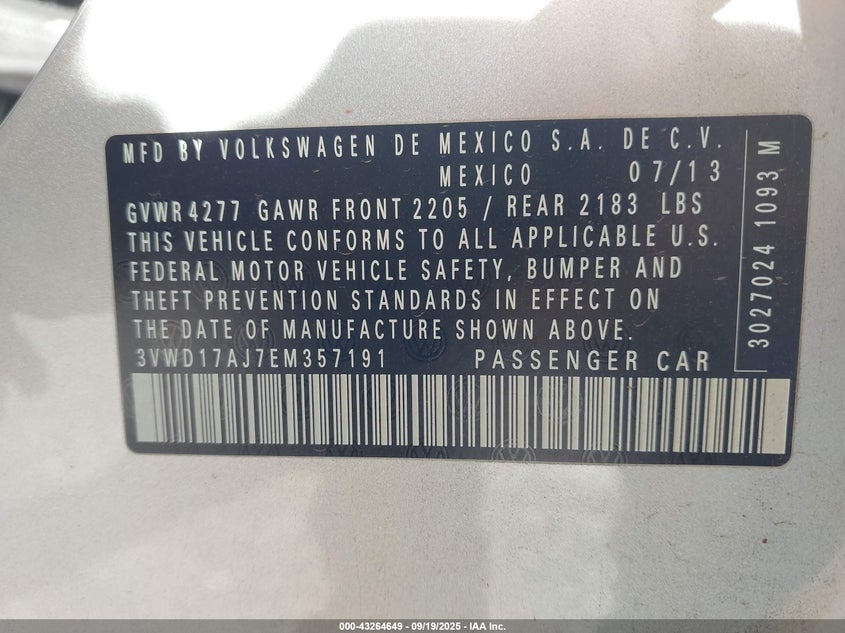 MFD BY VOLKSWAGEN DE MEXICO S.A. DE C.V.
MEXICO 07/13
GVWR4277 GAWR FRONT 2205 / REAR 2183 LBS
THIS VEHICLE CONFORMS TO ALL APPLICABLE U.S.
FEDERAL MOTOR VEHICLE SAFETY, BUMPER AND
THEFT PREVENTION STANDARDS IN EFFECT ON
THE DATE OF MANUFACTURE SHOWN ABOVE.
3VWD17AJ7EM357191 PASSENGER CAR
3027024 1093 M
000-43264649 | 09/19/2025 - IAA Inc.